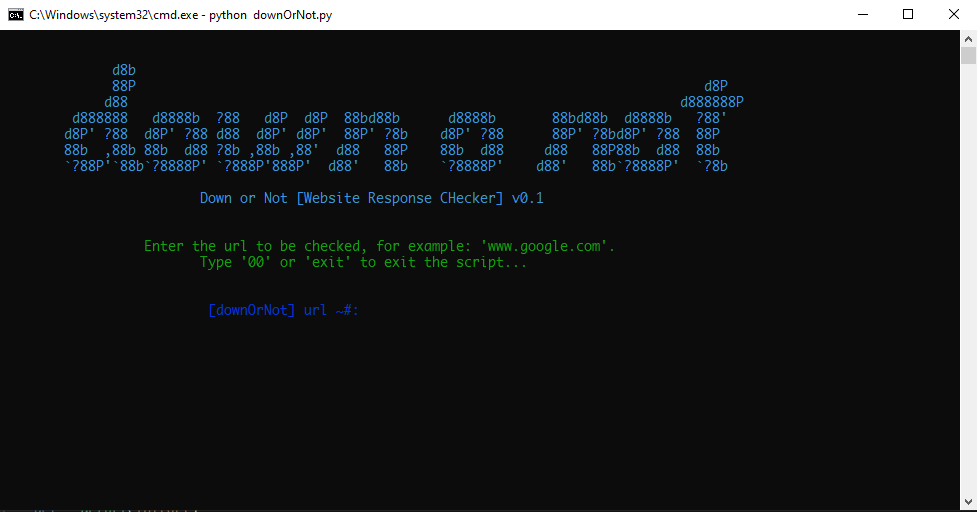 C:\Windows\system32\cmd.exe - python  downOrNot.py
         d8b
         88P                                                                       d8P
        d88                                                                     d888888P
    d888888   d8888b  ?88   d8P  d8P  88bd88b      d8888b       88bd88b  d8888b   ?88'
   d8P' ?88  d8P' ?88 d88  d8P' d8P'  88P' ?8b    d8P' ?88      88P' ?8bd8P' ?88  88P
   88b  ,88b 88b  d88 ?8b ,88b ,88'  d88   88P    88b  d88     d88   88P88b  d88  88b
   `?88P'`88b`?8888P' `?888P'888P'  d88'   88b    `?8888P'    d88'   88b`?8888P'  `?8b
Down or Not [Website Response CHecker] v0.1
Enter the url to be checked, for example: 'www.google.com'.
Type '00' or 'exit' to exit the script...
[downOrNot] url ~#: